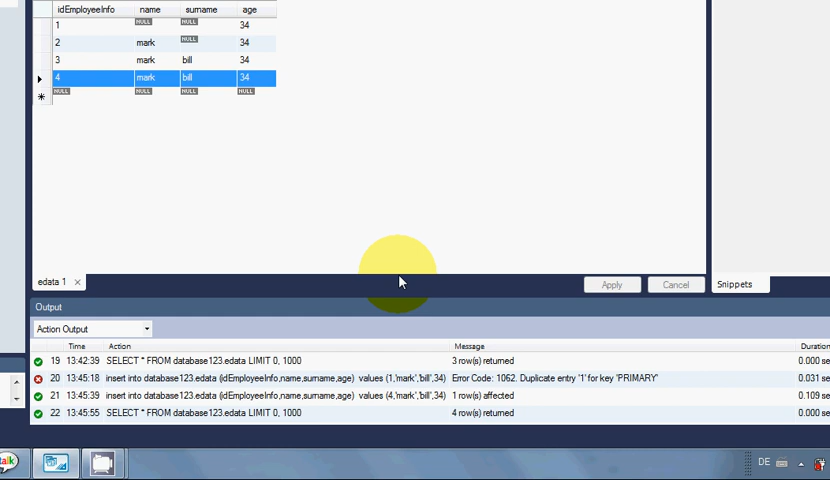 idEmployeeInfo name surname age
1 NULL NULL 34
2 mark NULL 34
3 mark bill 34
4 mark bill 34
NULL NULL NULL NULL
edata 1
Apply Cancel Snippets
Output
Action Output
Time Action Message Duration
19 13:42:39 SELECT * FROM database123.edata LIMIT 0, 1000 3 row(s) returned 0.000 se
20 13:45:18 insert into database123.edata (idEmployeeInfo,name,surname,age) values (1,'mark','bill',34) Error Code: 1062. Duplicate entry '1' for key 'PRIMARY' 0.031 se
21 13:45:39 insert into database123.edata (idEmployeeInfo,name,surname,age) values (4,'mark','bill',34) 1 row(s) affected 0.109 se
22 13:45:55 SELECT * FROM database123.edata LIMIT 0, 1000 4 row(s) returned 0.000 se
talk DE